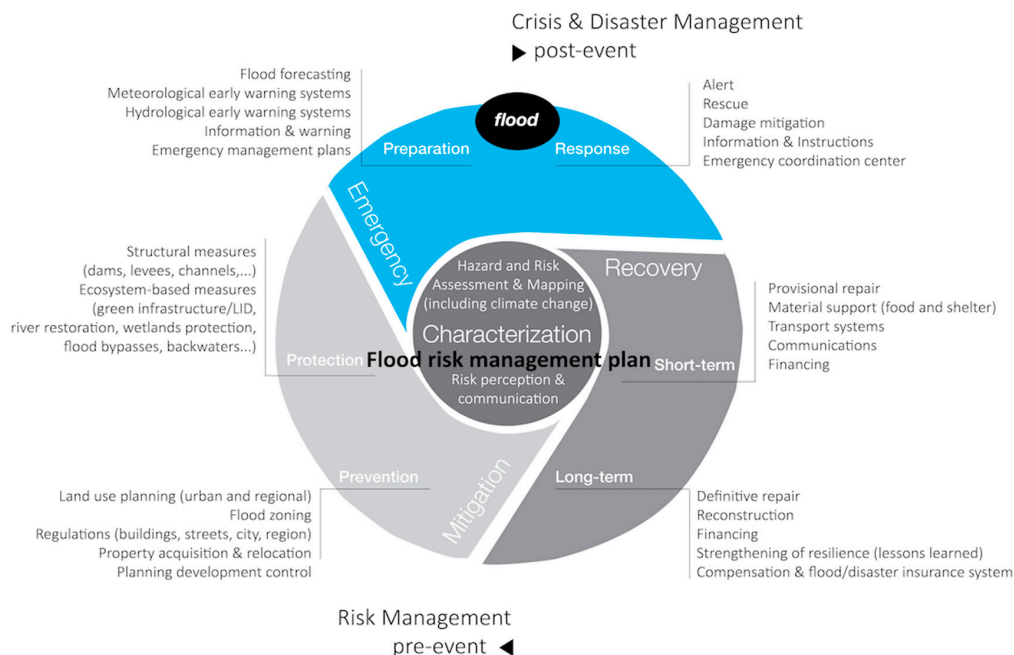 Crisis & Disaster Management
▶ post-event
Flood forecasting
Meteorological early warning systems
Hydrological early warning systems
Information & warning
Emergency management plans
flood
Preparation
Response
Alert
Rescue
Damage mitigation
Information & Instructions
Emergency coordination center
Emergency
Structural measures
(dams, levees, channels,...)
Ecosystem-based measures
(green infrastructure/LID,
river restoration, wetlands protection,
flood bypasses, backwaters...)
Protection
Hazard and Risk
Assessment & Mapping
(including climate change)
Characterization
Flood risk management plan
Risk perception &
communication
Recovery
Short-term
Provisional repair
Material support (food and shelter)
Transport systems
Communications
Financing
Prevention
Mitigation
Land use planning (urban and regional)
Flood zoning
Regulations (buildings, streets, city, region)
Property acquisition & relocation
Planning development control
Long-term
Definitive repair
Reconstruction
Financing
Strengthening of resilience (lessons learned)
Compensation & flood/disaster insurance system
Risk Management
pre-event ◀